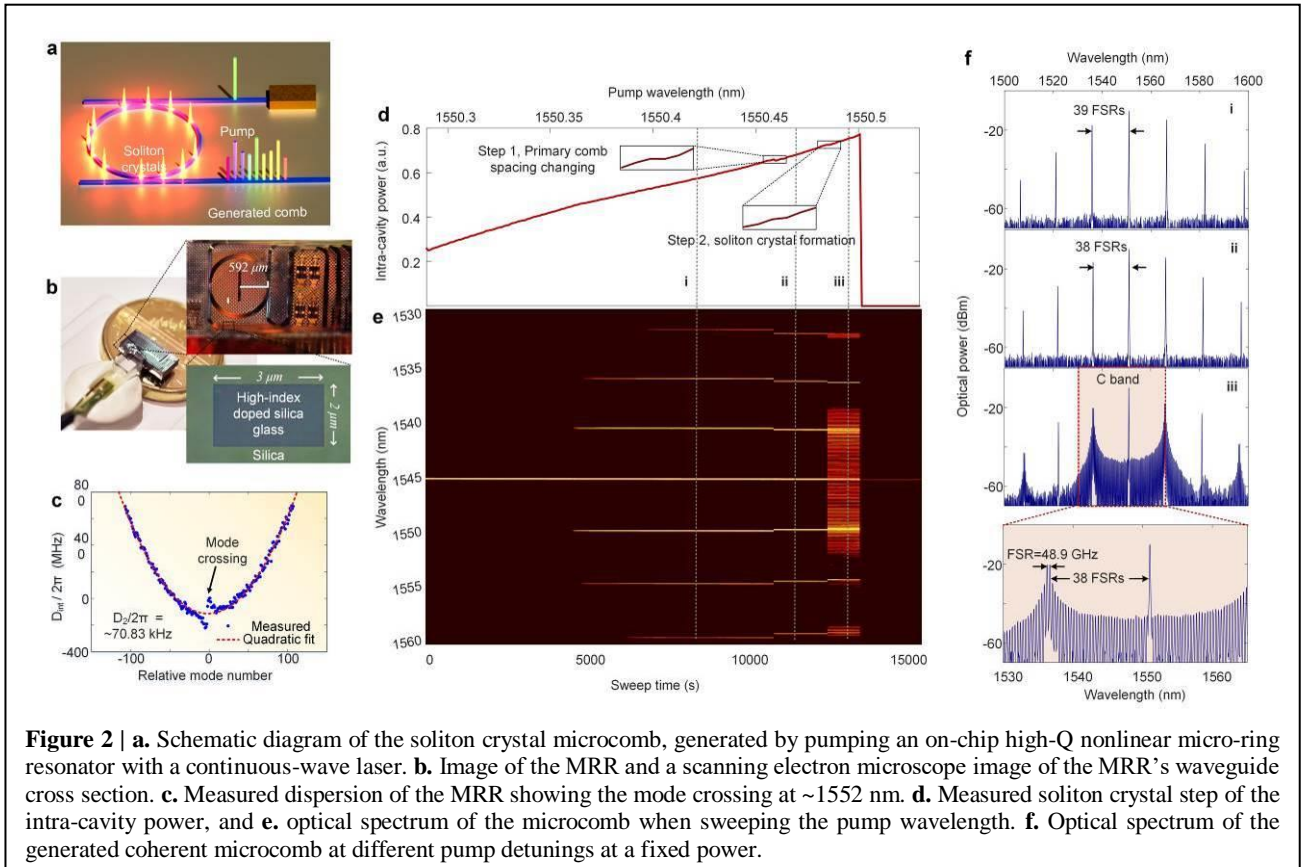 a
Pump
Soliton
crystals
Generated comb
b
592 μm
3 μm
2 μm
High-index
doped silica
glass
Silica
c
80
0
40
0
0
-400
D_int / 2π (MHz)
Mode
crossing
D₂/2π =
~70.83 kHz
Measured
Quadratic fit
-100 0 100
Relative mode number
d
Pump wavelength (nm)
1550.3 1550.35 1550.4 1550.45 1550.5
Intra-cavity power (a.u.)
0.8
0.6
0.4
0.2
Step 1, Primary comb
spacing changing
Step 2, soliton crystal formation
i ii iii
e
Wavelength (nm)
1530
1535
1540
1545
1550
1555
1560
0 5000 10000 15000
Sweep time (s)
f
Wavelength (nm)
1500 1520 1540 1560 1580 1600
i
39 FSRs
-20
-60
ii
38 FSRs
-20
-60
Optical power (dBm)
iii
C band
-20
-60
FSR=48.9 GHz
38 FSRs
-20
-60
1530 1540 1550 1560
Wavelength (nm)
Figure 2 | a. Schematic diagram of the soliton crystal microcomb, generated by pumping an on-chip high-Q nonlinear micro-ring
resonator with a continuous-wave laser. b. Image of the MRR and a scanning electron microscope image of the MRR's waveguide
cross section. c. Measured dispersion of the MRR showing the mode crossing at ~1552 nm. d. Measured soliton crystal step of the
intra-cavity power, and e. optical spectrum of the microcomb when sweeping the pump wavelength. f. Optical spectrum of the
generated coherent microcomb at different pump detunings at a fixed power.